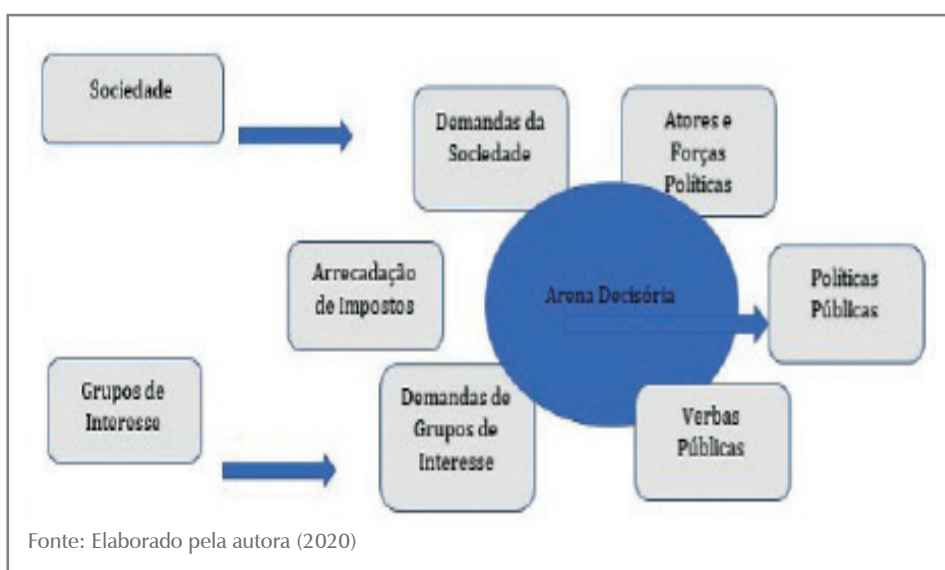 Sociedade
Demandas da
Sociedade
Atores e
Forças
Políticas
Arrecadação
de Impostos
Arena Decisória
Políticas
Públicas
Grupos de
Interesse
Demandas de
Grupos de
Interesse
Verbas
Públicas
Fonte: Elaborado pela autora (2020)